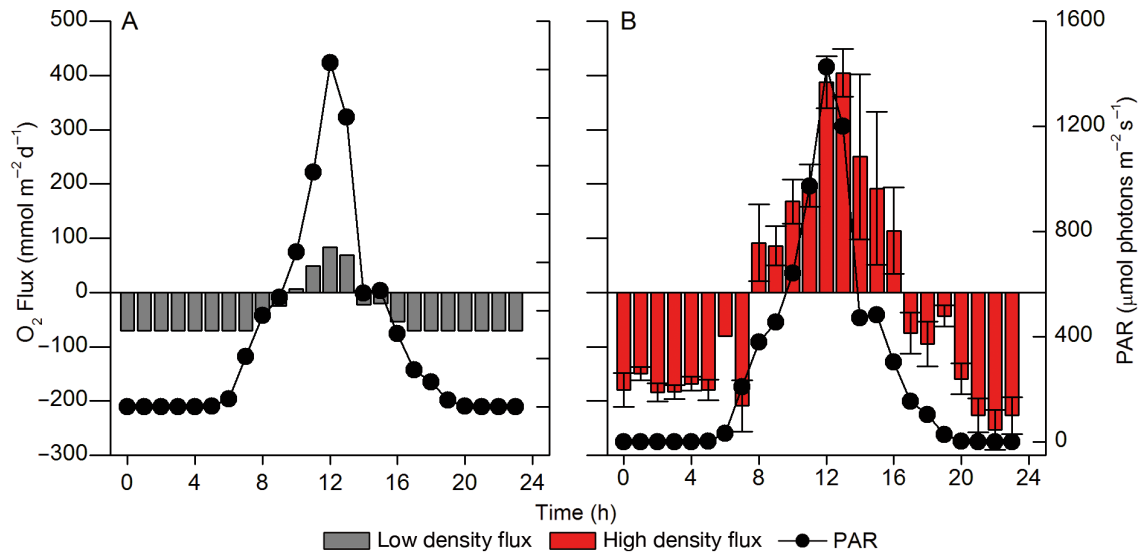 A
B
500
400
300
200
100
0
−100
−200
−300
O₂ Flux (mmol m⁻² d⁻¹)
1600
1200
800
400
0
PAR (μmol photons m⁻² s⁻¹)
0 4 8 12 16 20 24 0 4 8 12 16 20 24
Time (h)
Low density flux High density flux PAR